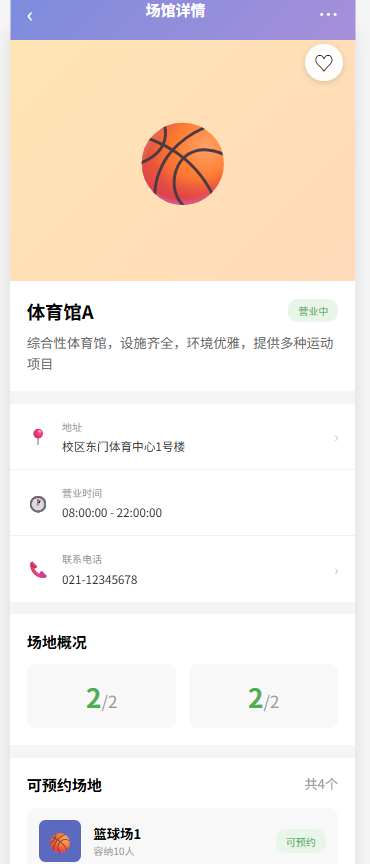 场馆详情
体育馆A
营业中
综合性体育馆，设施齐全，环境优雅，提供多种运动
项目
地址
校区东门体育中心1号楼
营业时间
08:00:00 - 22:00:00
联系电话
021-12345678
场地概况
2/2
2/2
可预约场地
共4个
篮球场1
可预约
容纳10人